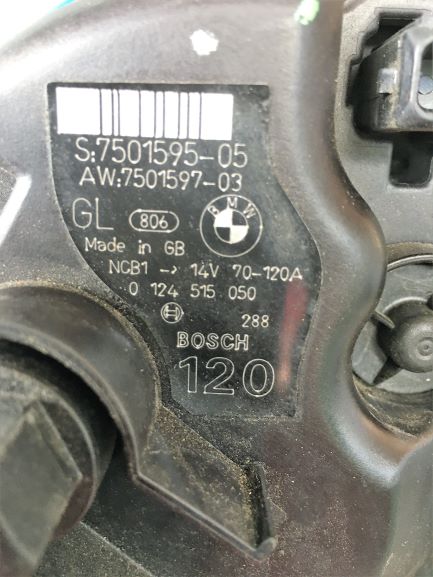 S:7501595-05
AW:7501597-03
GL 806 BMW
Made in GB
NCB1 -> 14V 70-120A
0 124 515 050
288
BOSCH
120